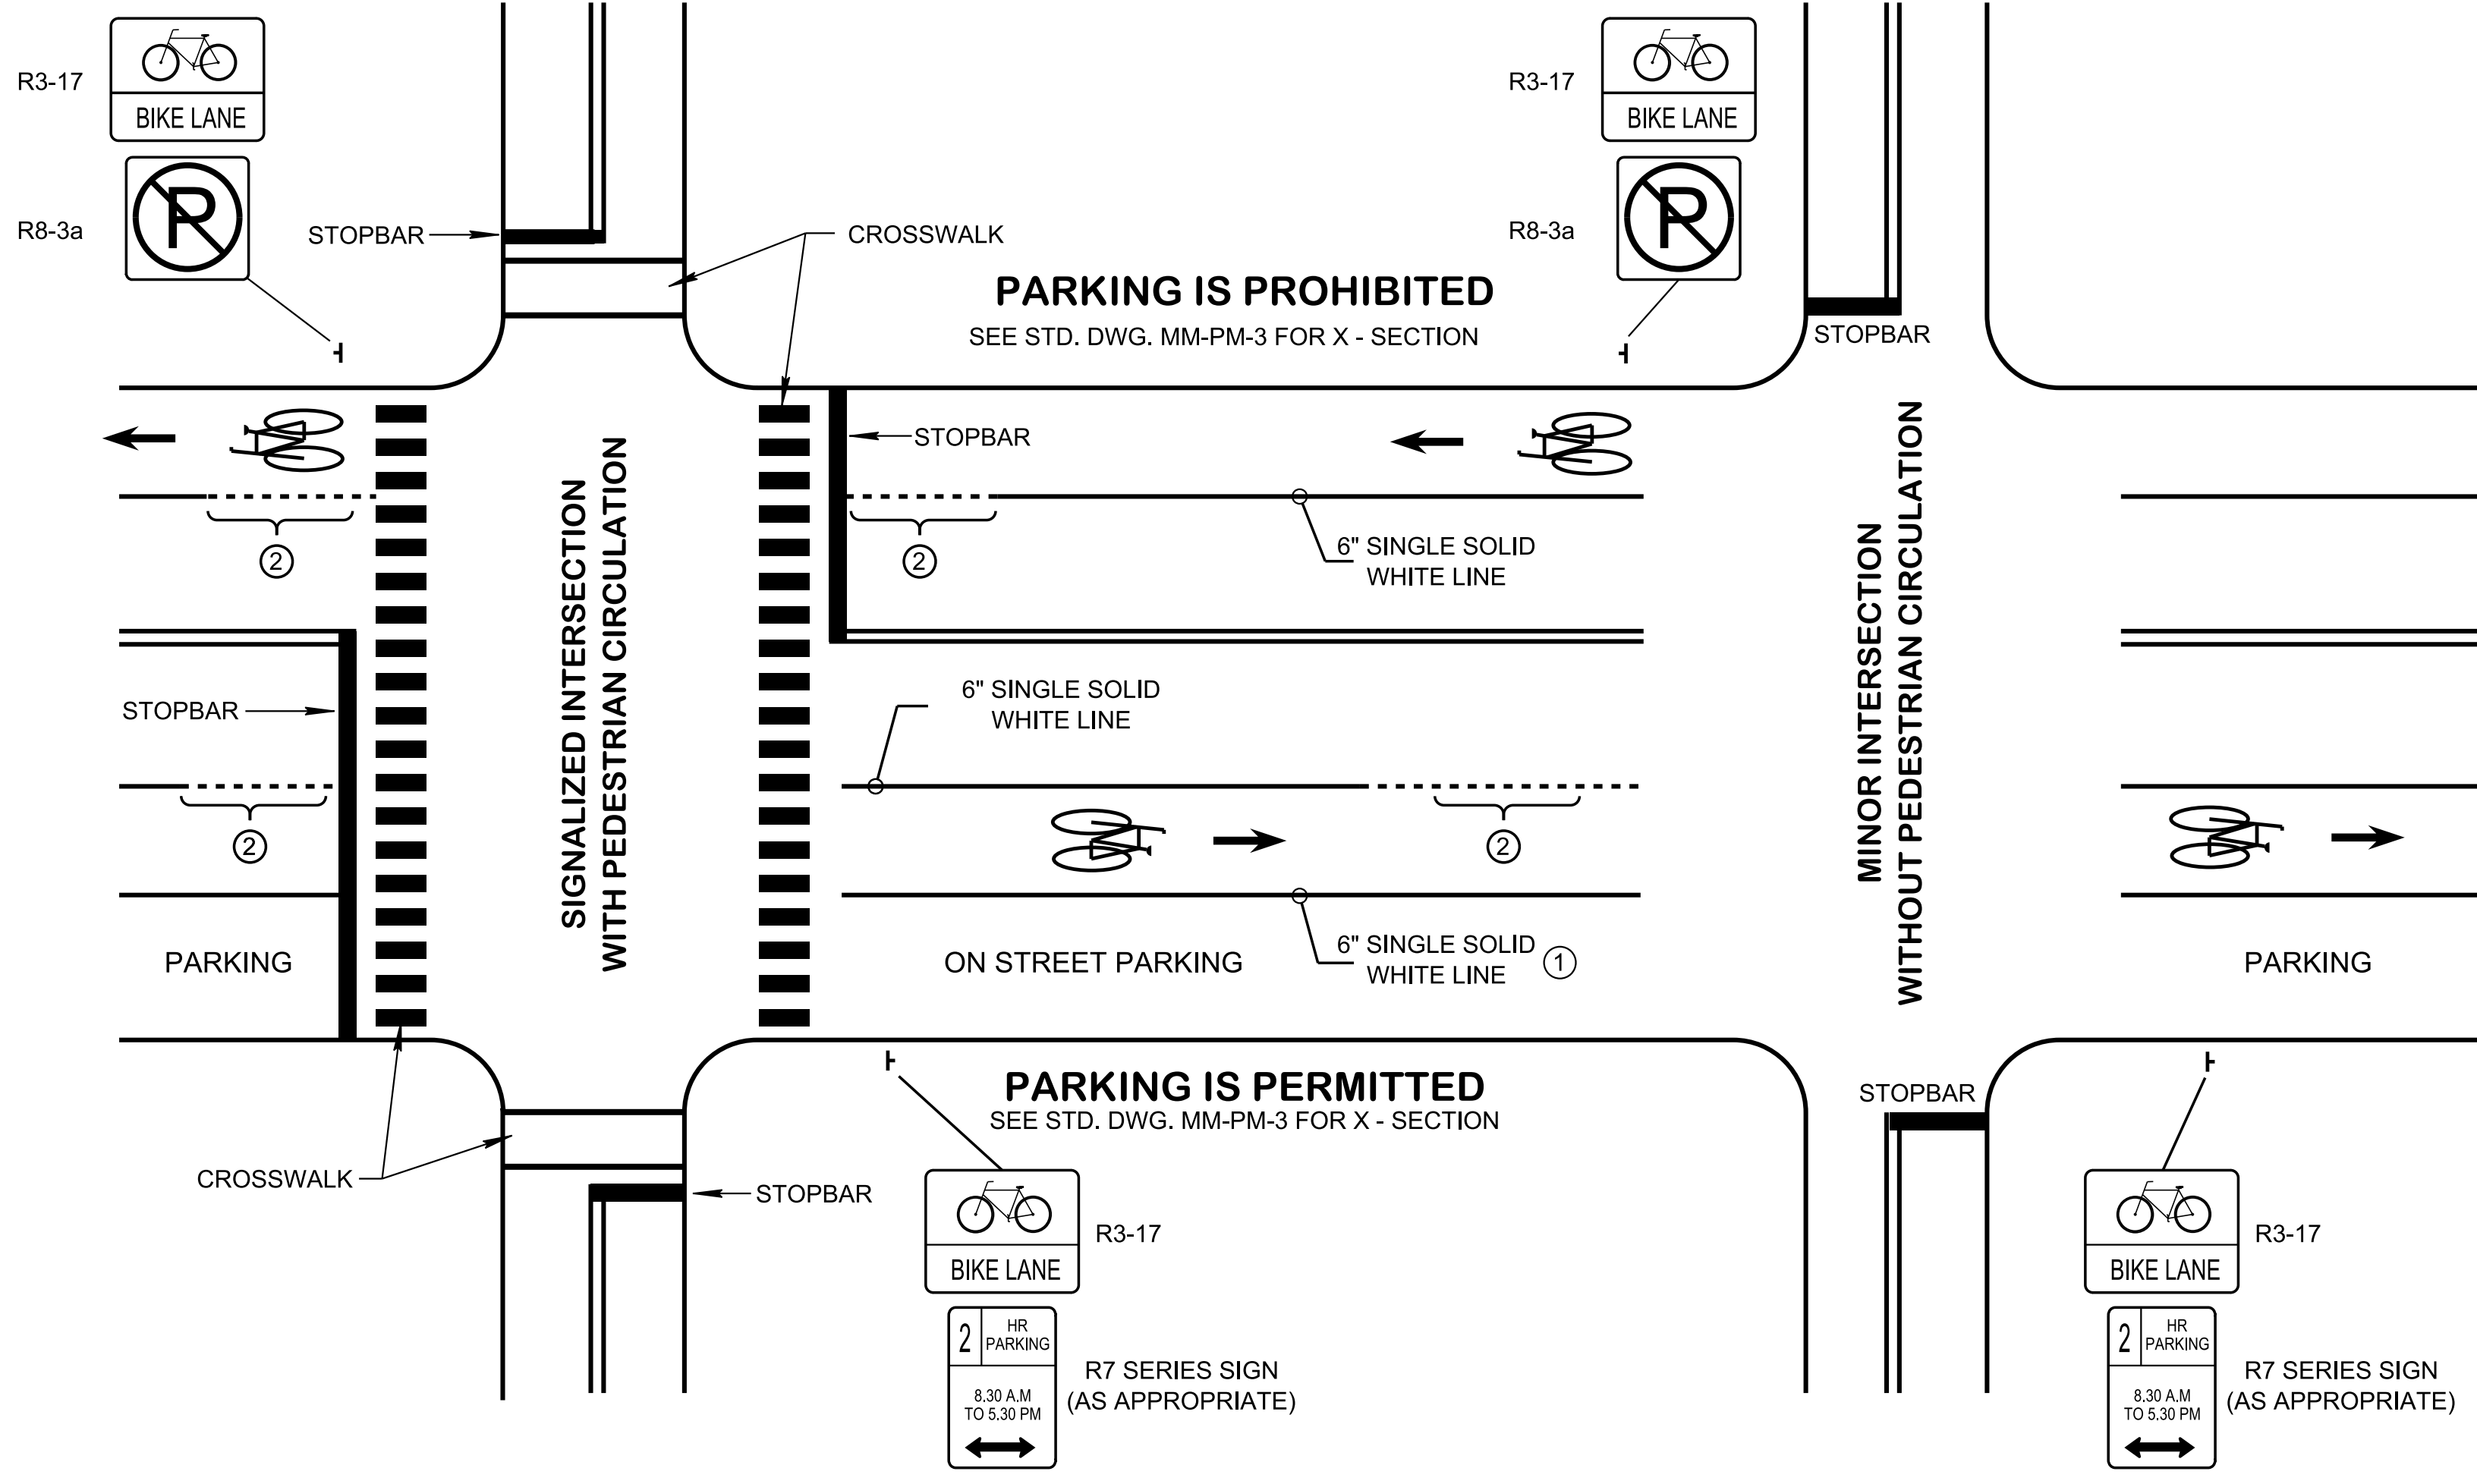 R3-17
BIKE LANE
P
R8-3a
STOPBAR
CROSSWALK
R3-17
BIKE LANE
P
R8-3a
PARKING IS PROHIBITED
SEE STD. DWG. MM-PM-3 FOR X - SECTION
STOPBAR
STOPBAR
2
2
6" SINGLE SOLID
WHITE LINE
SIGNALIZED INTERSECTION
WITH PEDESTRIAN CIRCULATION
MINOR INTERSECTION
WITHOUT PEDESTRIAN CIRCULATION
STOPBAR
6" SINGLE SOLID
WHITE LINE
2
2
PARKING
ON STREET PARKING
6" SINGLE SOLID
WHITE LINE
1
PARKING
PARKING IS PERMITTED
SEE STD. DWG. MM-PM-3 FOR X - SECTION
STOPBAR
CROSSWALK
STOPBAR
BIKE LANE
R3-17
2 HR
PARKING
8.30 A.M
TO 5.30 PM
R7 SERIES SIGN
(AS APPROPRIATE)
BIKE LANE
R3-17
2 HR
PARKING
8.30 A.M
TO 5.30 PM
R7 SERIES SIGN
(AS APPROPRIATE)